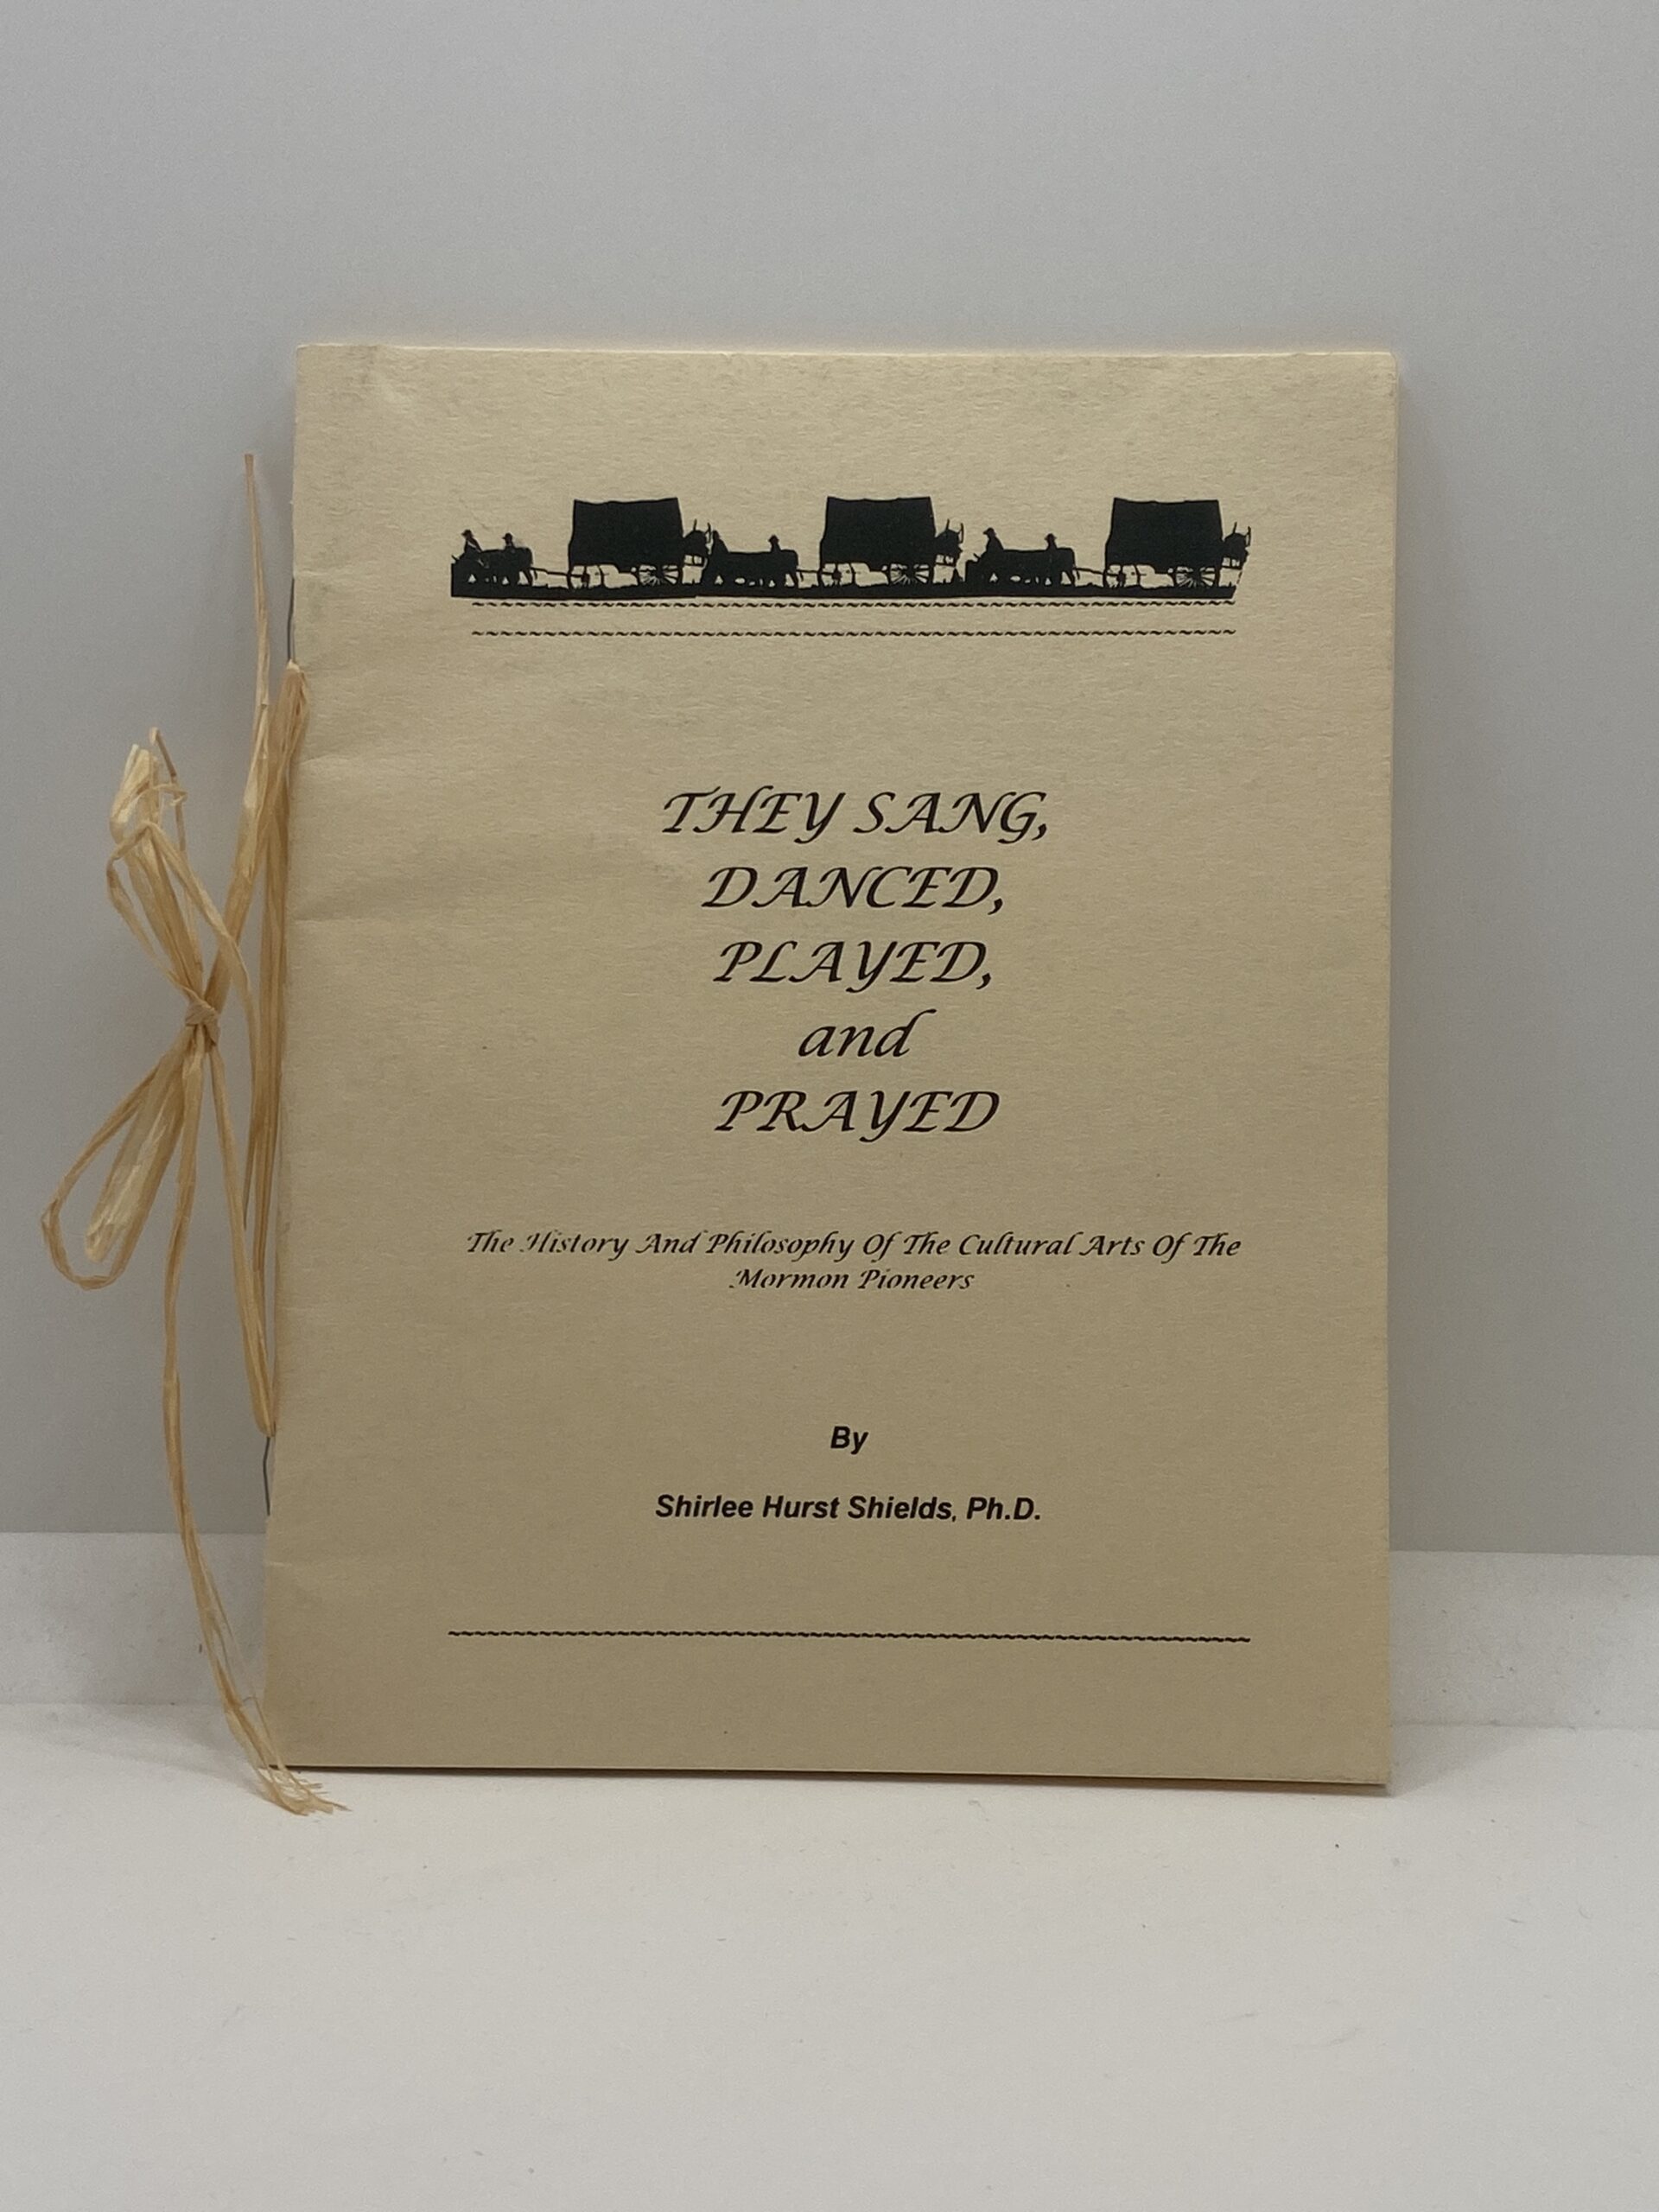 THEY SANG,
DANCED,
PLAYED,
and
PRAYED
The History And Philosophy Of The Cultural Arts Of The
Mormon Pioneers
By
Shirlee Hurst Shields, Ph.D.